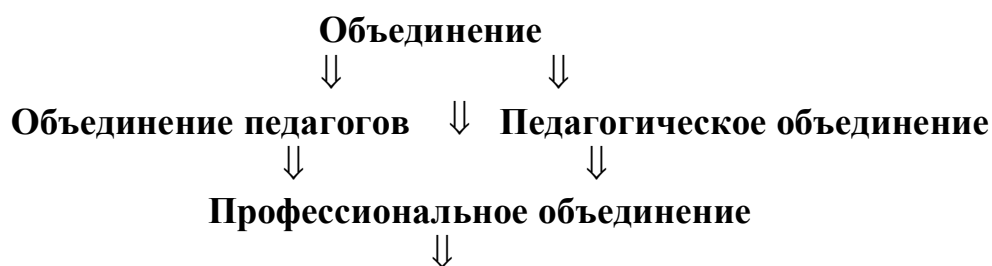 Объединение
⇓ ⇓
Объединение педагогов ⇓ Педагогическое объединение
⇓ ⇓
Профессиональное объединение
⇓